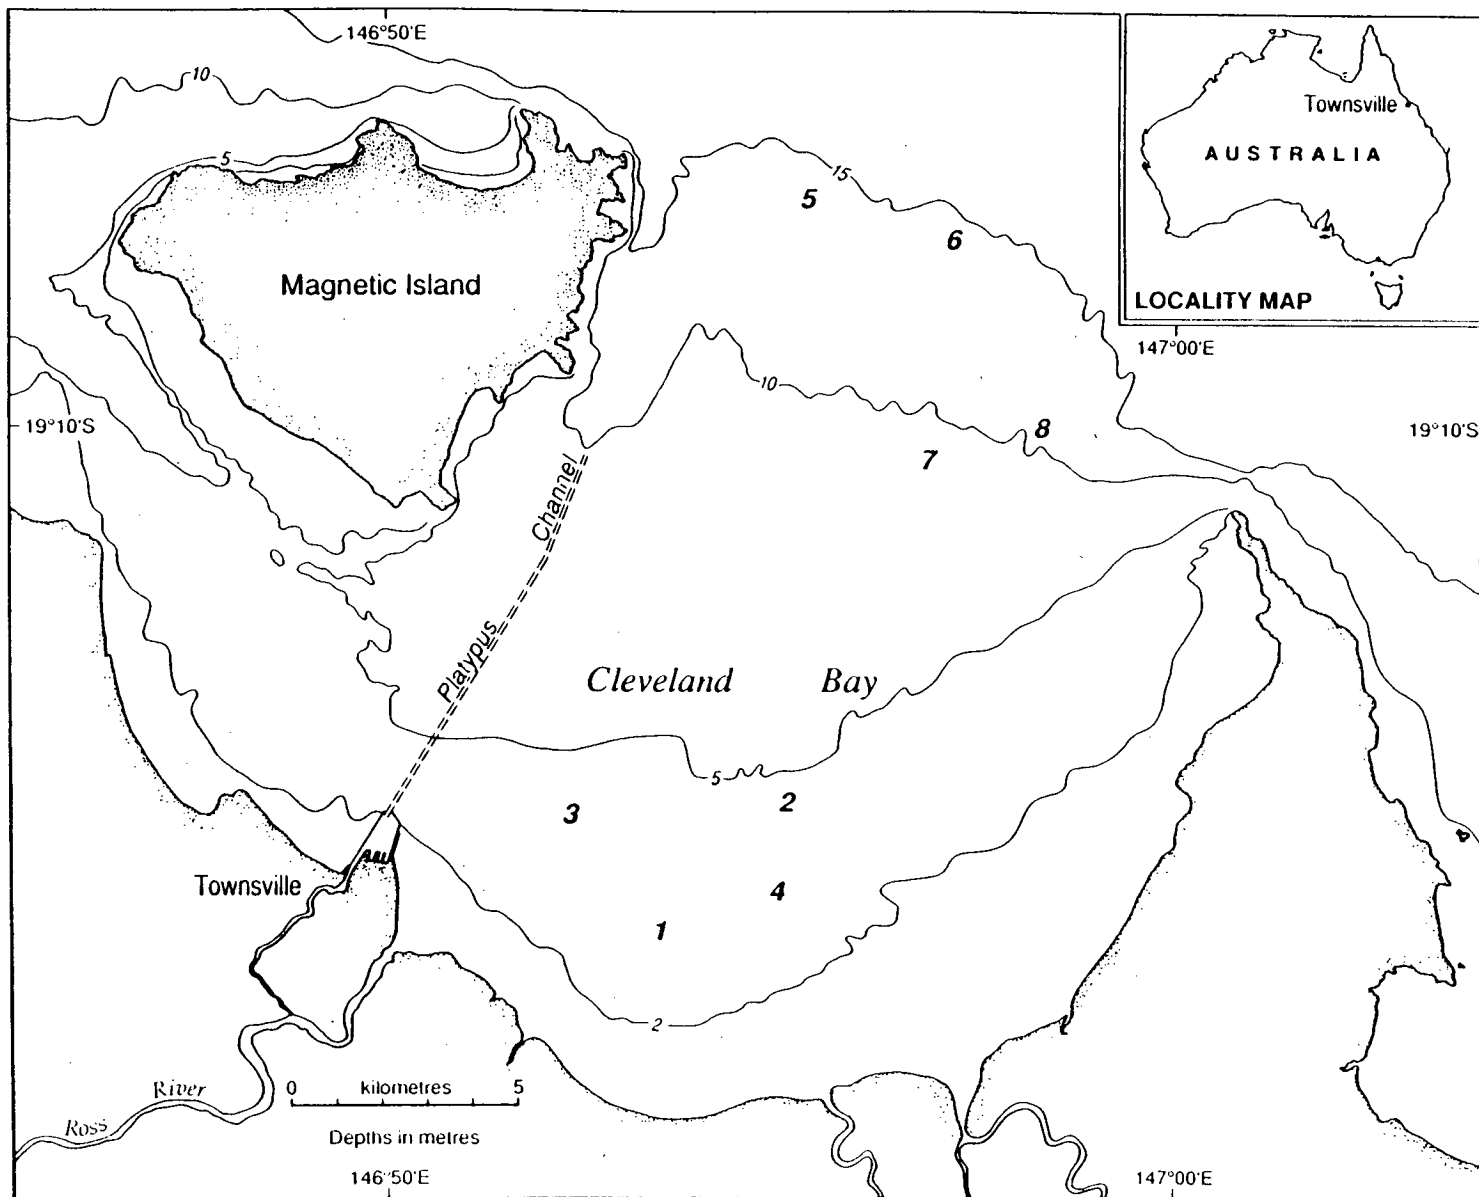 146°50'E
10
5
15
5
6
Magnetic Island
Townsville
AUSTRALIA
LOCALITY MAP
147°00'E
10
19°10'S
8
19°10'S
7
Channel
Platypus
Cleveland Bay
5
2
3
Townsville
4
1
2
0 kilometres 5
River
Ross
Depths in metres
146°50'E
147°00'E